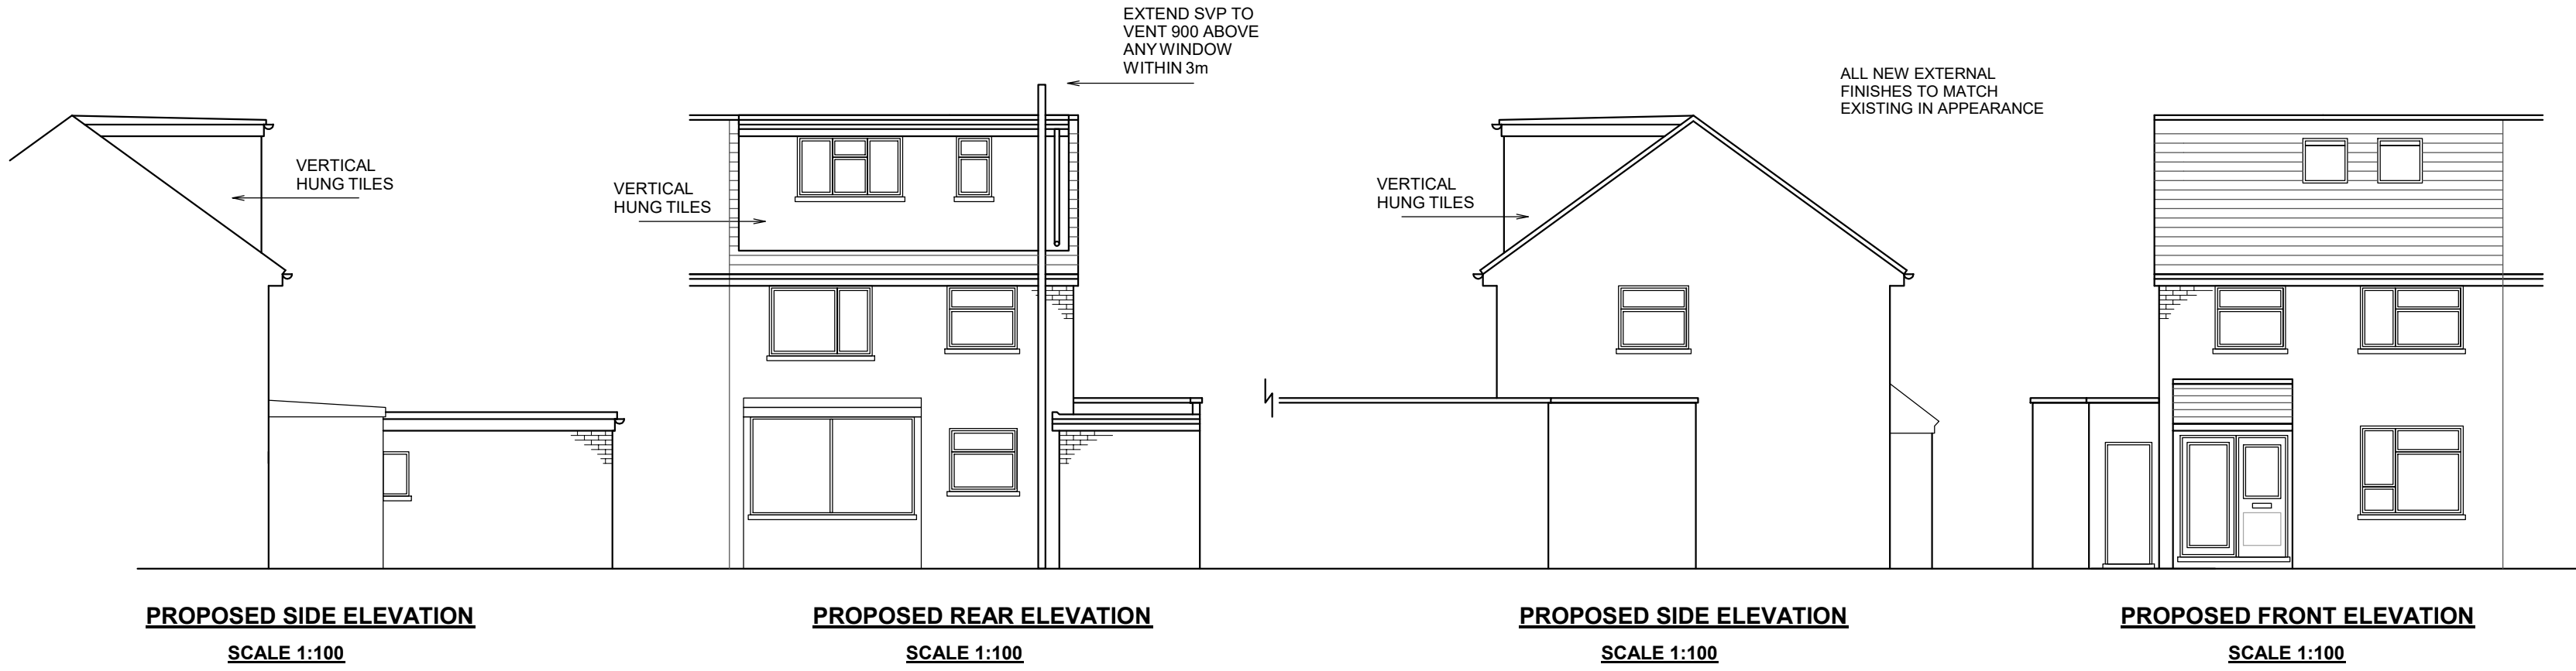 EXTEND SVP TO
VENT 900 ABOVE
ANY WINDOW
WITHIN 3m
ALL NEW EXTERNAL
FINISHES TO MATCH
EXISTING IN APPEARANCE
VERTICAL
HUNG TILES
VERTICAL
HUNG TILES
VERTICAL
HUNG TILES
PROPOSED SIDE ELEVATION
SCALE 1:100
PROPOSED REAR ELEVATION
SCALE 1:100
PROPOSED SIDE ELEVATION
SCALE 1:100
PROPOSED FRONT ELEVATION
SCALE 1:100